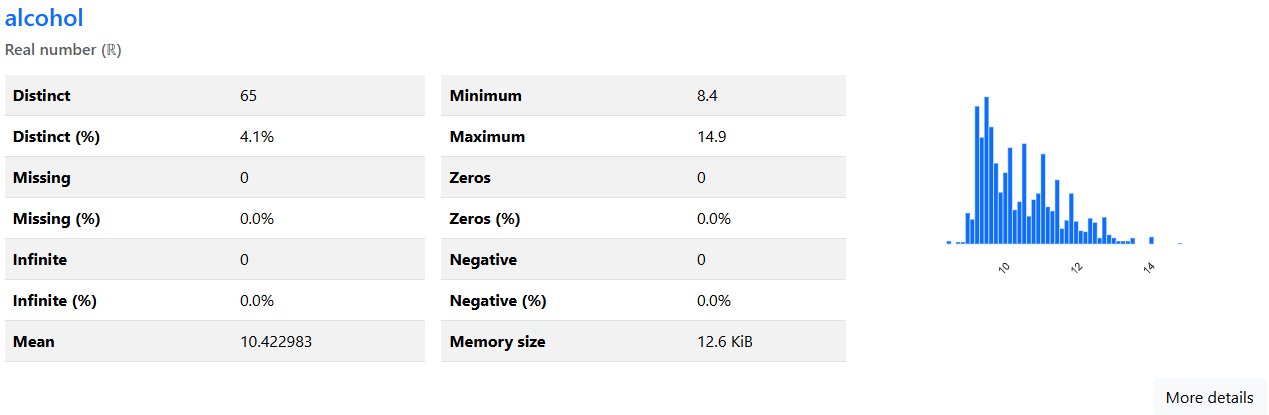 alcohol
Real number (ℝ)
Distinct 65
Distinct (%) 4.1%
Missing 0
Missing (%) 0.0%
Infinite 0
Infinite (%) 0.0%
Mean 10.422983
Minimum 8.4
Maximum 14.9
Zeros 0
Zeros (%) 0.0%
Negative 0
Negative (%) 0.0%
Memory size 12.6 KiB
10 12 14
More details